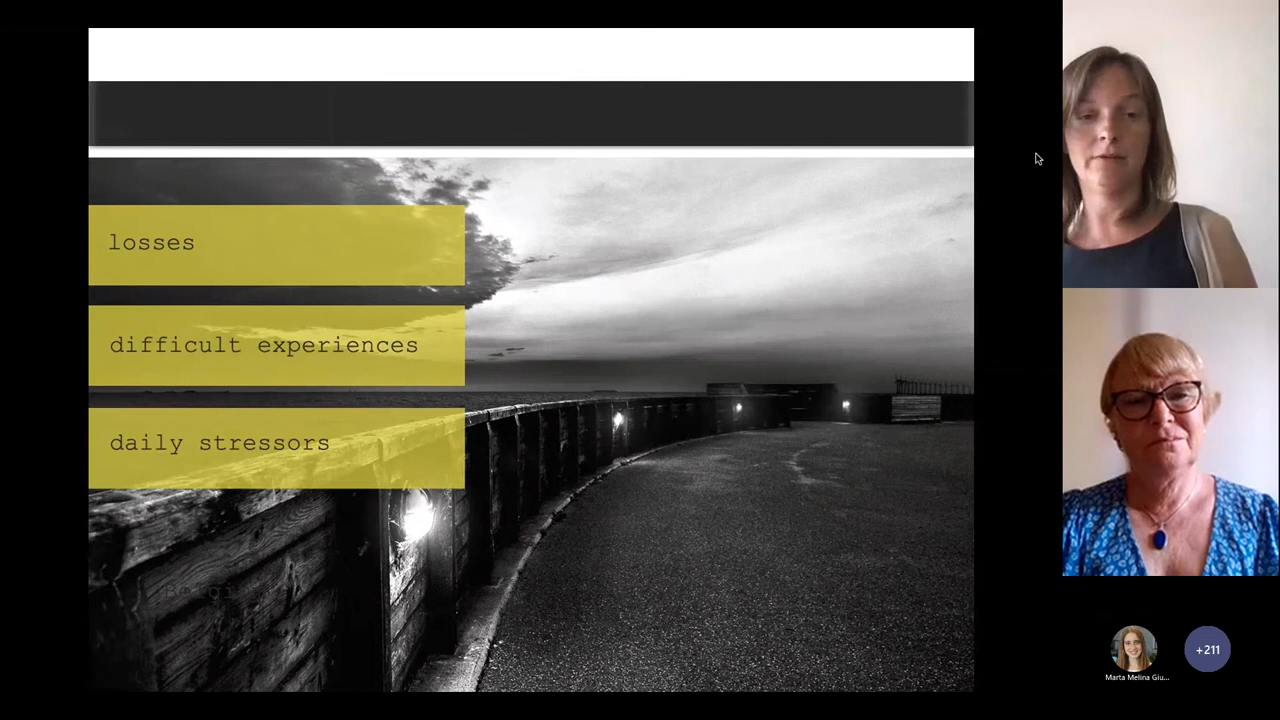 losses
difficult experiences
daily stressors
+211
Marta Melina Giu...